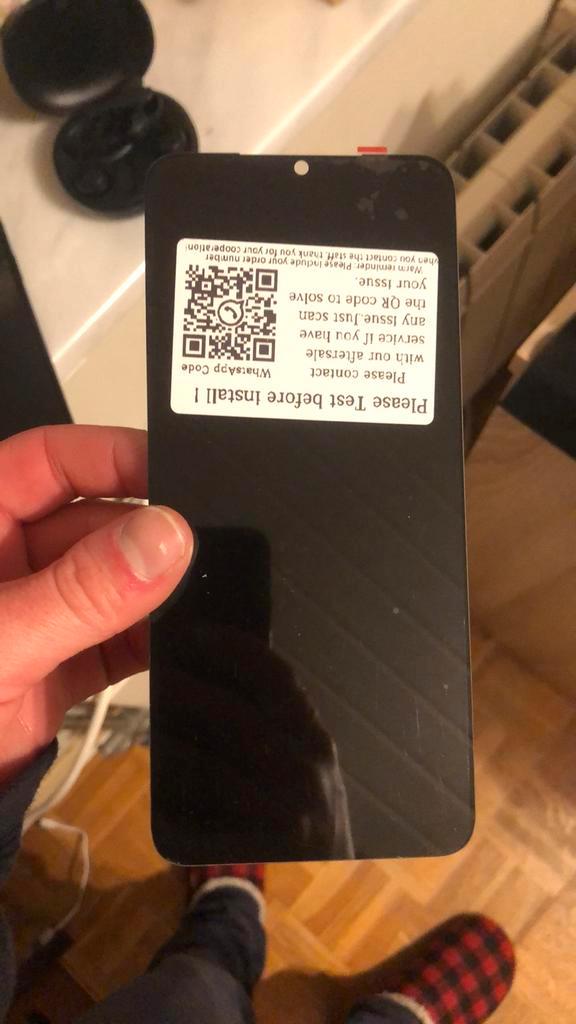 Please Test before install !
Please contact
with our aftersale
service if you have
any Issue.Just scan
the QR code to solve
your issue.
WhatsApp Code
Warm reminder: Please include your order number
when you contact the staff, thank you for your cooperation